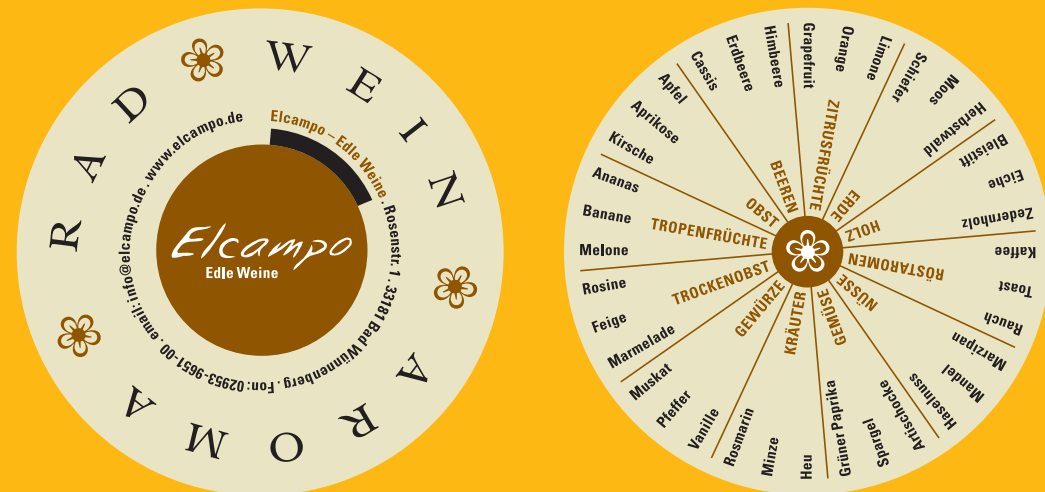 WEIN AROMA RAD
Elcampo – Edle Weine . Rosenstr. 1 . 33181 Bad Wünnenberg . Fon: 02953-9651-00 . email: info@elcampo.de . www.elcampo.de
Elcampo
Edle Weine
ZITRUSFRÜCHTE
Grapefruit
Orange
Limone
ERDE
Schiefer
Moos
Herbstwald
HOLZ
Bleistift
Eiche
Zedernholz
RÖSTAROMEN
Kaffee
Toast
Rauch
NÜSSE
Marzipan
Mandel
Haselnuss
GEMÜSE
Artischocke
Spargel
Grüner Paprika
KRÄUTER
Heu
Minze
Rosmarin
GEWÜRZE
Vanille
Pfeffer
Muskat
TROCKENOBST
Marmelade
Feige
Rosine
TROPENFRÜCHTE
Melone
Banane
Ananas
OBST
Kirsche
Aprikose
Apfel
BEEREN
Cassis
Erdbeere
Himbeere